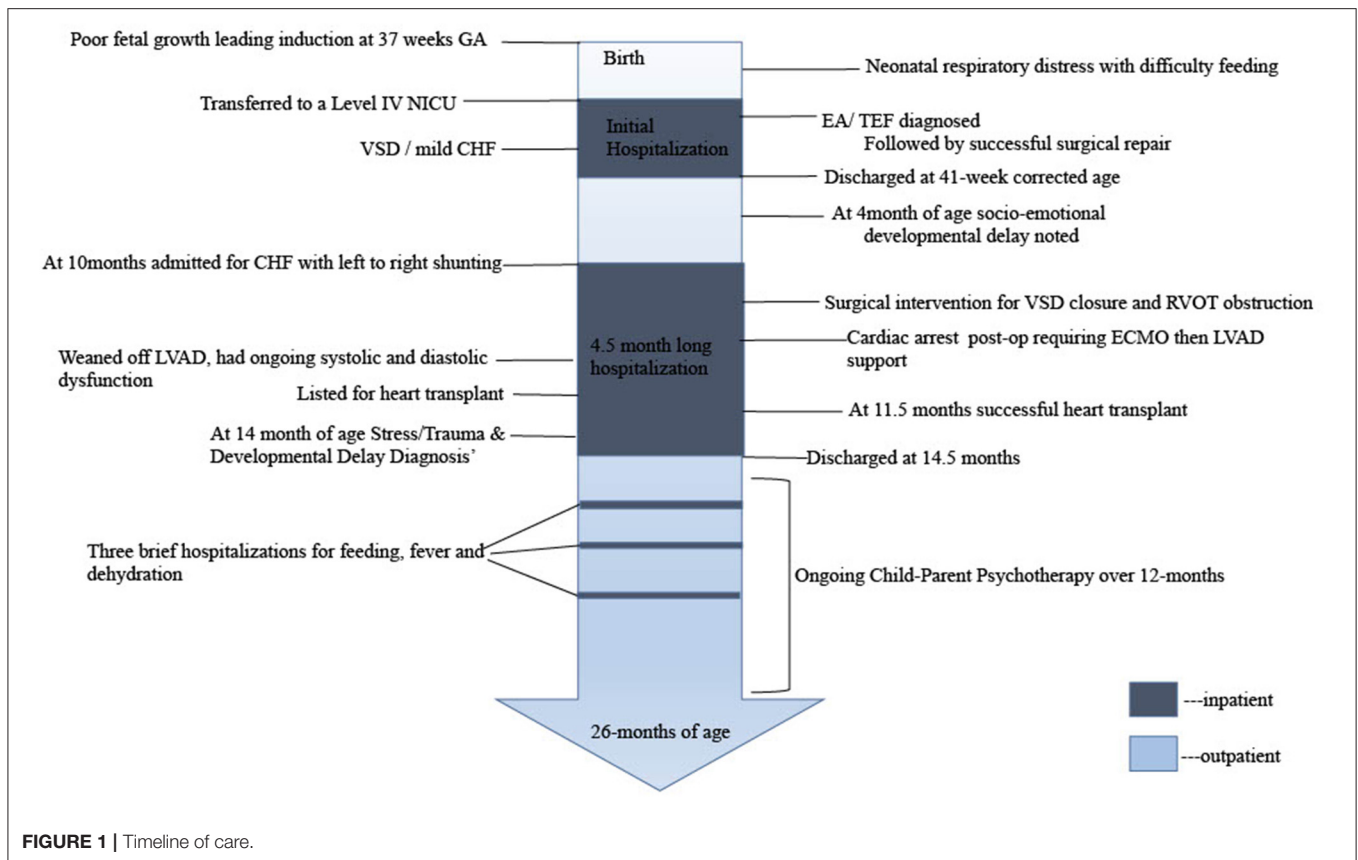 Poor fetal growth leading induction at 37 weeks GA
Birth
Neonatal respiratory distress with difficulty feeding
Transferred to a Level IV NICU
EA/ TEF diagnosed
Followed by successful surgical repair
Initial
Hospitalization
VSD / mild CHF
Discharged at 41-week corrected age
At 4month of age socio-emotional
developmental delay noted
At 10months admitted for CHF with left to right shunting
Surgical intervention for VSD closure and RVOT obstruction
4.5 month long
hospitalization
Cardiac arrest post-op requiring ECMO then LVAD
support
Weaned off LVAD, had ongoing systolic and diastolic
dysfunction
Listed for heart transplant
At 11.5 months successful heart transplant
At 14 month of age Stress/Trauma &
Developmental Delay Diagnosis’
Discharged at 14.5 months
Three brief hospitalizations for feeding, fever and
dehydration
Ongoing Child-Parent Psychotherapy over 12-months
26-months of age
---inpatient
---outpatient
FIGURE 1 | Timeline of care.